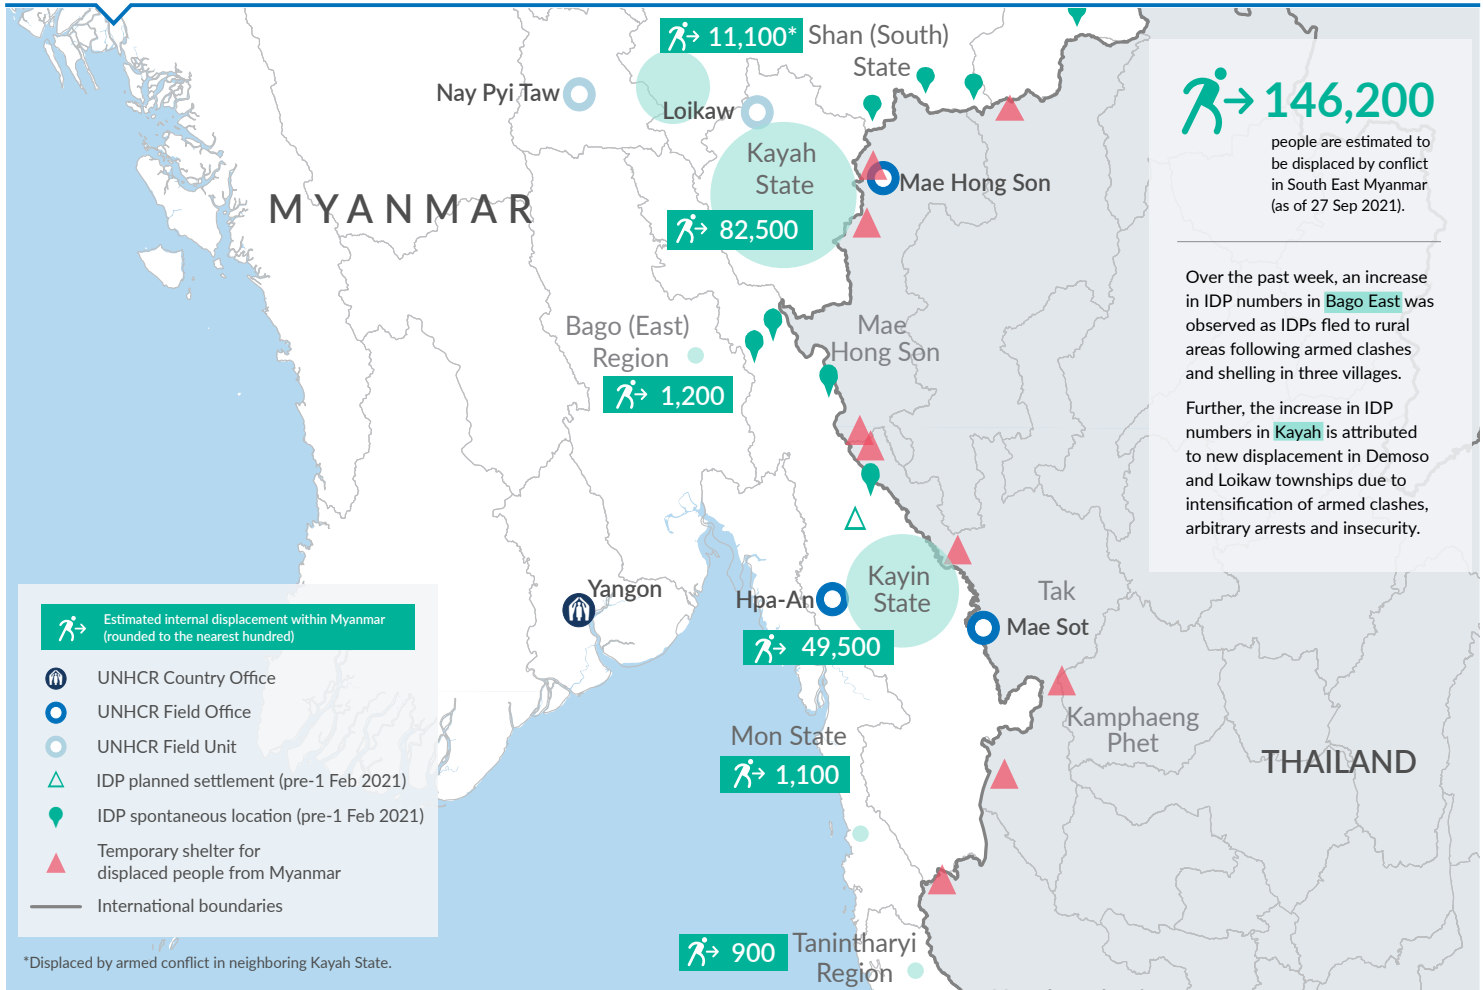 11,100*
Shan (South)
State
Nay Pyi Taw
Loikaw
Kayah
State
82,500
Mae Hong Son
MYANMAR
Bago (East)
Region
1,200
Mae
Hong Son
Yangon
Hpa-An
Kayin
State
49,500
Tak
Mae Sot
Kamphaeng
Phet
THAILAND
Mon State
1,100
900
Tanintharyi
Region
146,200
people are estimated to
be displaced by conflict
in South East Myanmar
(as of 27 Sep 2021).
Over the past week, an increase
in IDP numbers in Bago East was
observed as IDPs fled to rural
areas following armed clashes
and shelling in three villages.
Further, the increase in IDP
numbers in Kayah is attributed
to new displacement in Demoso
and Loikaw townships due to
intensification of armed clashes,
arbitrary arrests and insecurity.
Estimated internal displacement within Myanmar
(rounded to the nearest hundred)
UNHCR Country Office
UNHCR Field Office
UNHCR Field Unit
IDP planned settlement (pre-1 Feb 2021)
IDP spontaneous location (pre-1 Feb 2021)
Temporary shelter for
displaced people from Myanmar
International boundaries
*Displaced by armed conflict in neighboring Kayah State.